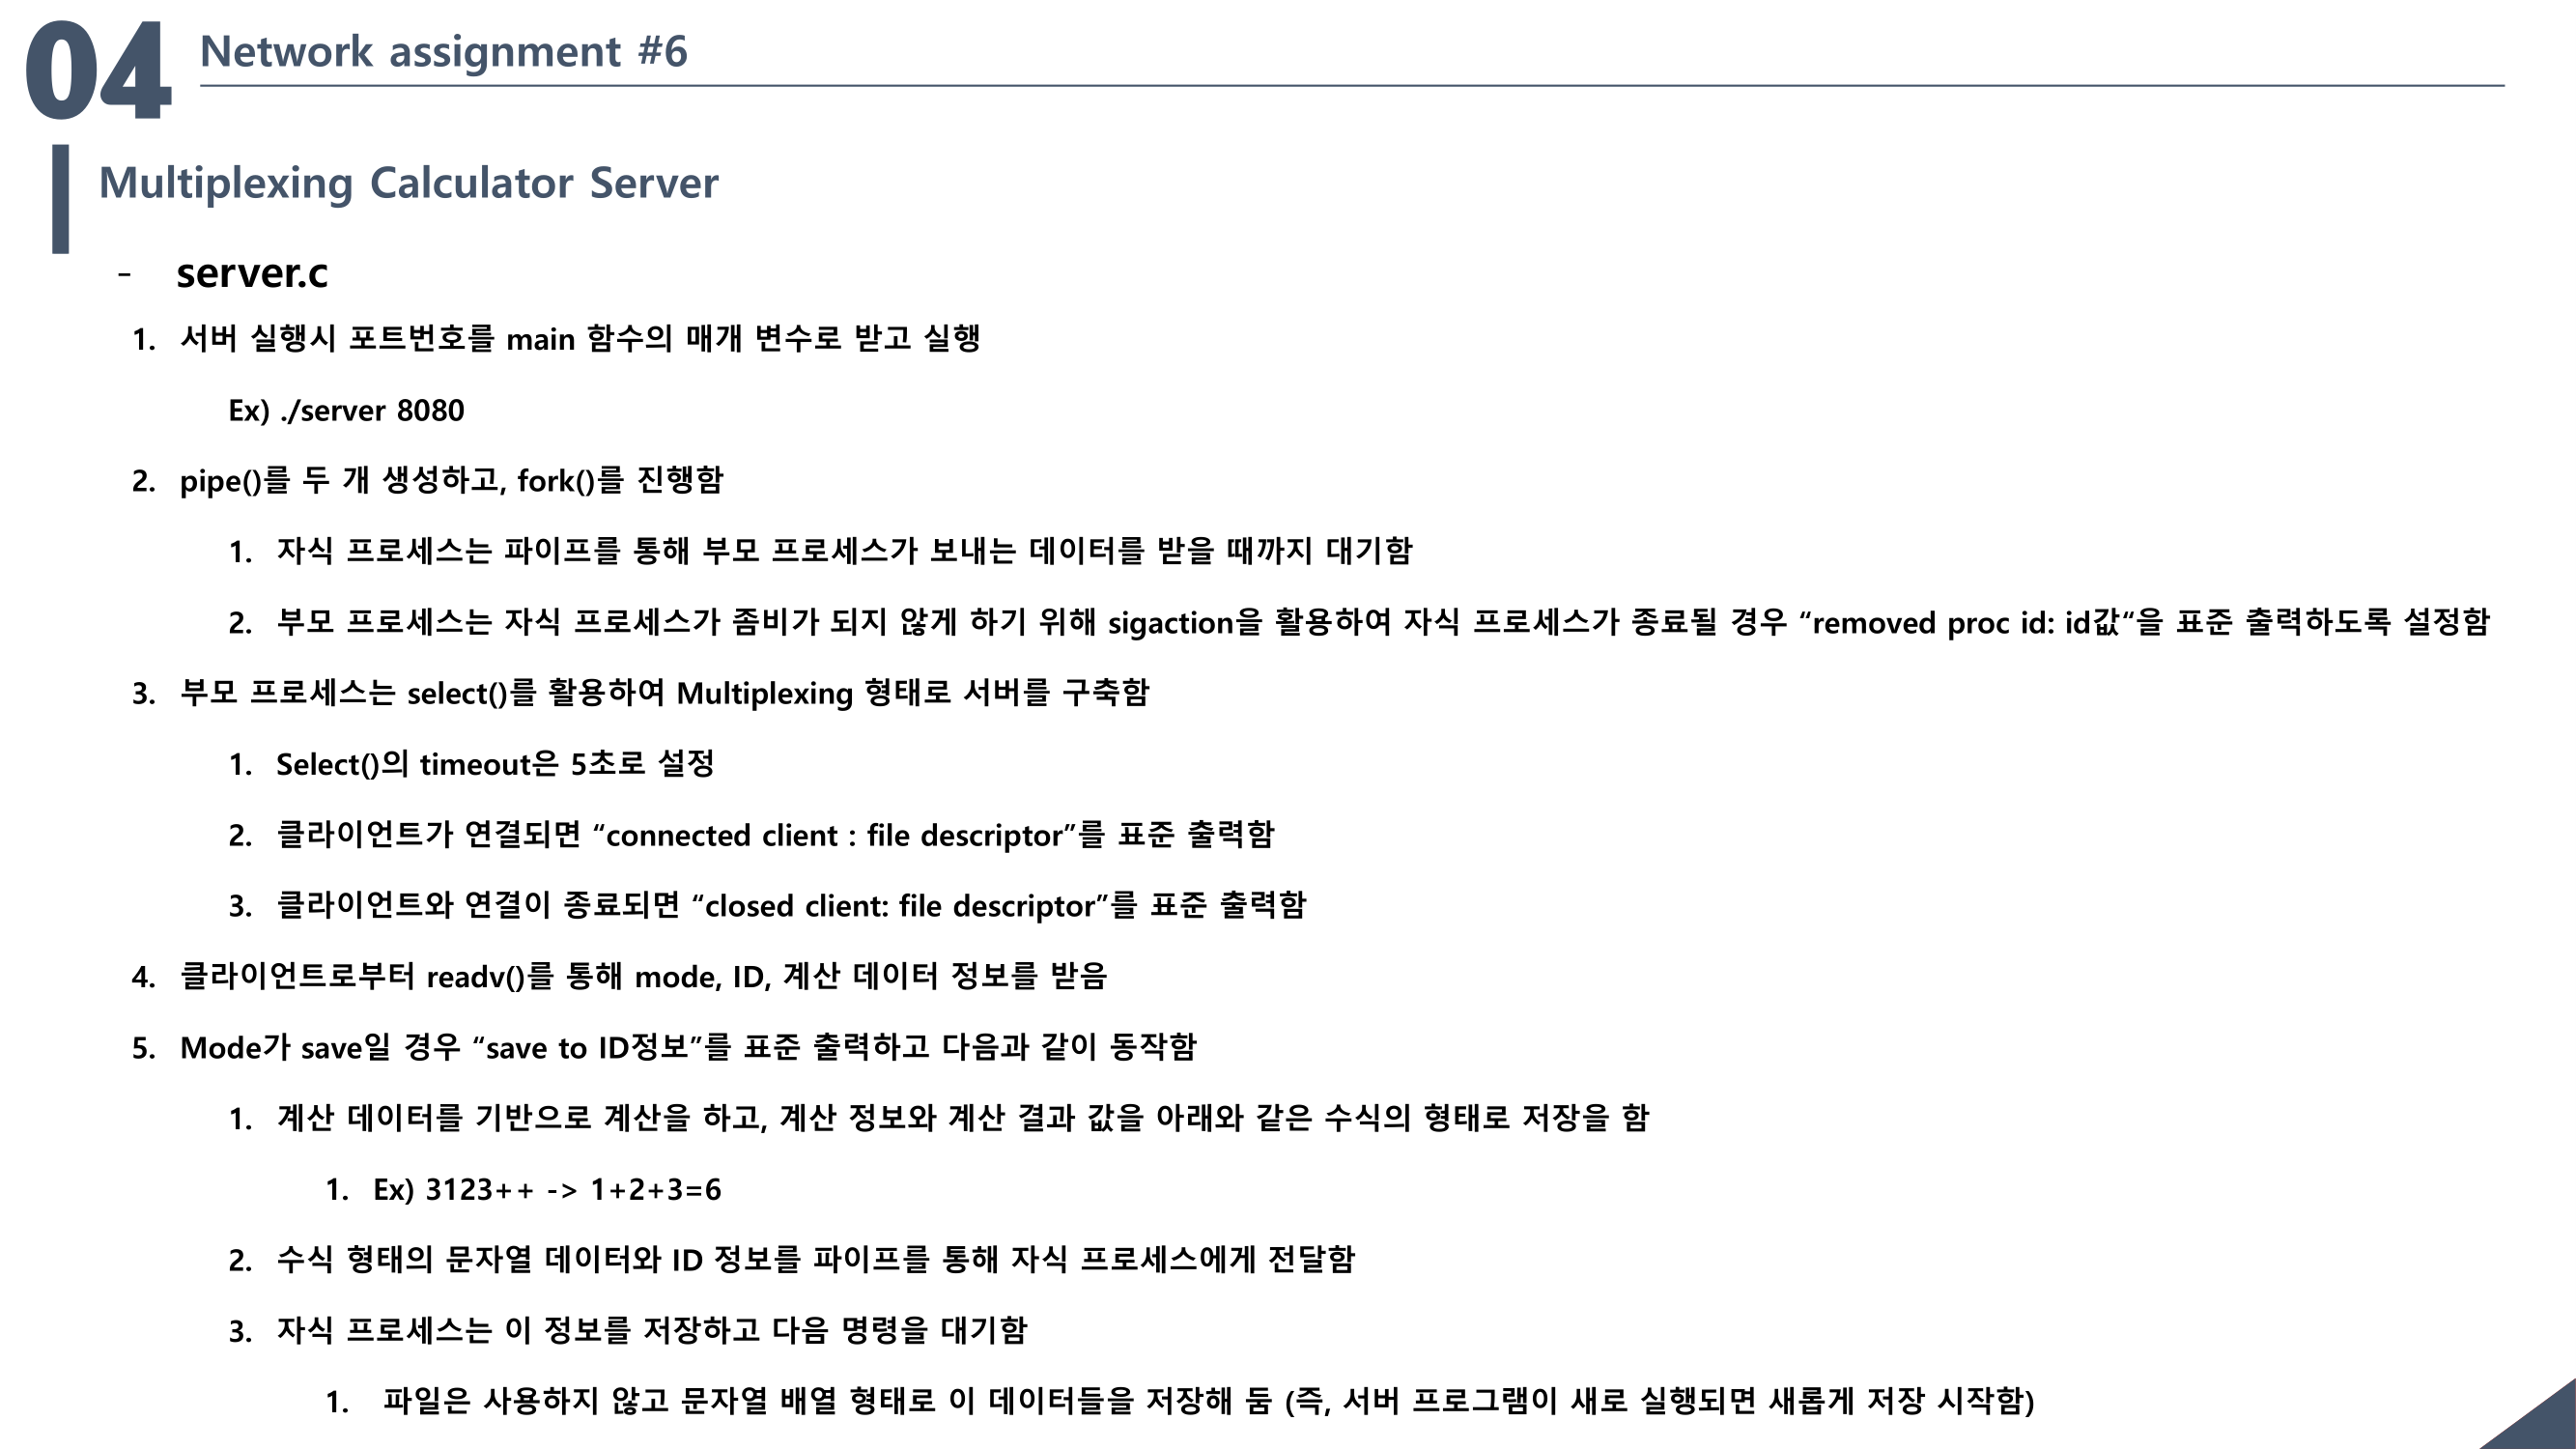 04 Network assignment #6
Multiplexing Calculator Server
- server.c
1. 서버 실행시 포트번호를 main 함수의 매개 변수로 받고 실행
Ex) ./server 8080
2. pipe()를 두 개 생성하고, fork()를 진행함
1. 자식 프로세스는 파이프를 통해 부모 프로세스가 보내는 데이터를 받을 때까지 대기함
2. 부모 프로세스는 자식 프로세스가 좀비가 되지 않게 하기 위해 sigaction을 활용하여 자식 프로세스가 종료될 경우 “removed proc id: id값“을 표준 출력하도록 설정함
3. 부모 프로세스는 select()를 활용하여 Multiplexing 형태로 서버를 구축함
1. Select()의 timeout은 5초로 설정
2. 클라이언트가 연결되면 “connected client : file descriptor”를 표준 출력함
3. 클라이언트와 연결이 종료되면 “closed client: file descriptor”를 표준 출력함
4. 클라이언트로부터 readv()를 통해 mode, ID, 계산 데이터 정보를 받음
5. Mode가 save일 경우 “save to ID정보”를 표준 출력하고 다음과 같이 동작함
1. 계산 데이터를 기반으로 계산을 하고, 계산 정보와 계산 결과 값을 아래와 같은 수식의 형태로 저장을 함
1. Ex) 3123++ -> 1+2+3=6
2. 수식 형태의 문자열 데이터와 ID 정보를 파이프를 통해 자식 프로세스에게 전달함
3. 자식 프로세스는 이 정보를 저장하고 다음 명령을 대기함
1. 파일은 사용하지 않고 문자열 배열 형태로 이 데이터들을 저장해 둠 (즉, 서버 프로그램이 새로 실행되면 새롭게 저장 시작함)